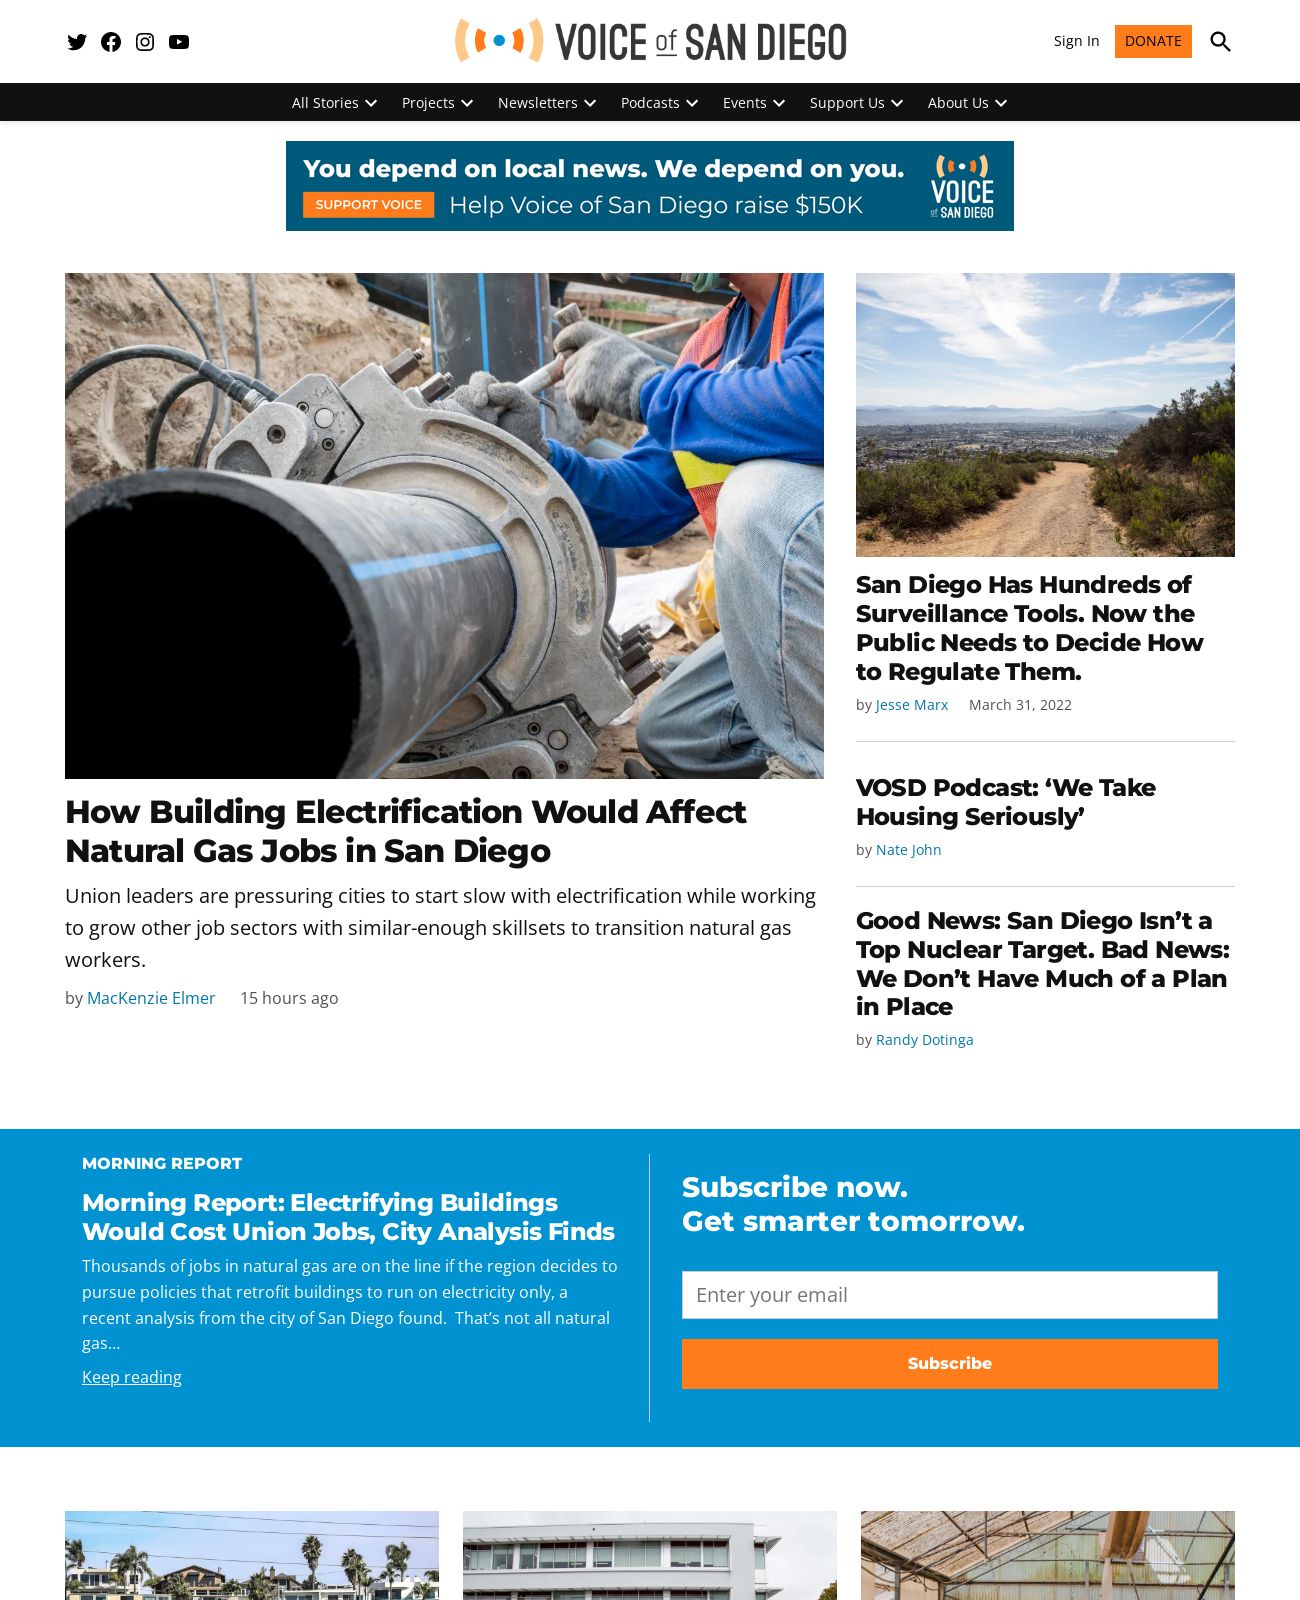 VOICE of SAN DIEGO
Sign In
DONATE
All Stories
Projects
Newsletters
Podcasts
Events
Support Us
About Us
You depend on local news. We depend on you.
SUPPORT VOICE
Help Voice of San Diego raise $150K
VOICE
of SAN DIEGO
How Building Electrification Would Affect
Natural Gas Jobs in San Diego
Union leaders are pressuring cities to start slow with electrification while working
to grow other job sectors with similar-enough skillsets to transition natural gas
workers.
by MacKenzie Elmer 15 hours ago
San Diego Has Hundreds of
Surveillance Tools. Now the
Public Needs to Decide How
to Regulate Them.
by Jesse Marx March 31, 2022
VOSD Podcast: ‘We Take
Housing Seriously’
by Nate John
Good News: San Diego Isn’t a
Top Nuclear Target. Bad News:
We Don’t Have Much of a Plan
in Place
by Randy Dotinga
MORNING REPORT
Morning Report: Electrifying Buildings
Would Cost Union Jobs, City Analysis Finds
Thousands of jobs in natural gas are on the line if the region decides to
pursue policies that retrofit buildings to run on electricity only, a
recent analysis from the city of San Diego found.  That’s not all natural
gas…
Keep reading
Subscribe now.
Get smarter tomorrow.
Enter your email
Subscribe